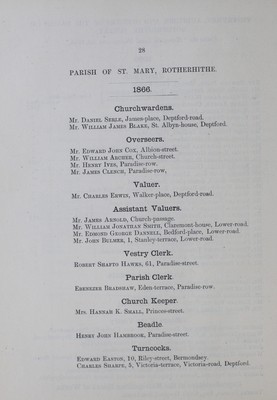 28
PARISH OF ST. MARY, ROTHERHITHE.
1866.
Churchwardens.
Mr. DANIEL SERLE, James-place, Deptford-road.
Mr. WILLIAM JAMES BLAKE, St. Albyn-house, Deptford.
Overseers.
Mr. EDWARD JOHN COX, Albion-street.
Mr. WILLIAM ARCHER, Church-street.
Mr. HENRY IVES, Paradise-row.
Mr. JAMES CLENCH, Paradise-row,
Valuer.
Mr. CHARLES ERWIN, Walker-place, Deptford-road.
Assistant Valuers.
Mr. JAMES ARNOLD, Church-passage.
Mr. WILLIAM JONATHAN SMITH, Claremont-house, Lower-road.
Mr. EDMOND GEORGE DANNELL, Bedford-place, Lower-road.
Mr. JOHN BULMER, 1, Stanley-terrace, Lower-road.
Vestry Clerk.
ROBERT SHAFTO HAWKS, 61, Paradise-street.
Parish Clerk.
EBENEZER BRADSHAW, Eden-terrace, Paradise-row.
Church Keeper.
Mrs. HANNAH K. SMALL, Princes-street.
Beadle.
HENRY JOHN HAMBROOK, Paradise-street.
Turncocks.
EDWARD EASTON, 10, Riley-street, Bermondsey.
CHARLES SHARPE, 5, Victoria-terrace, Victoria-road, Deptford.